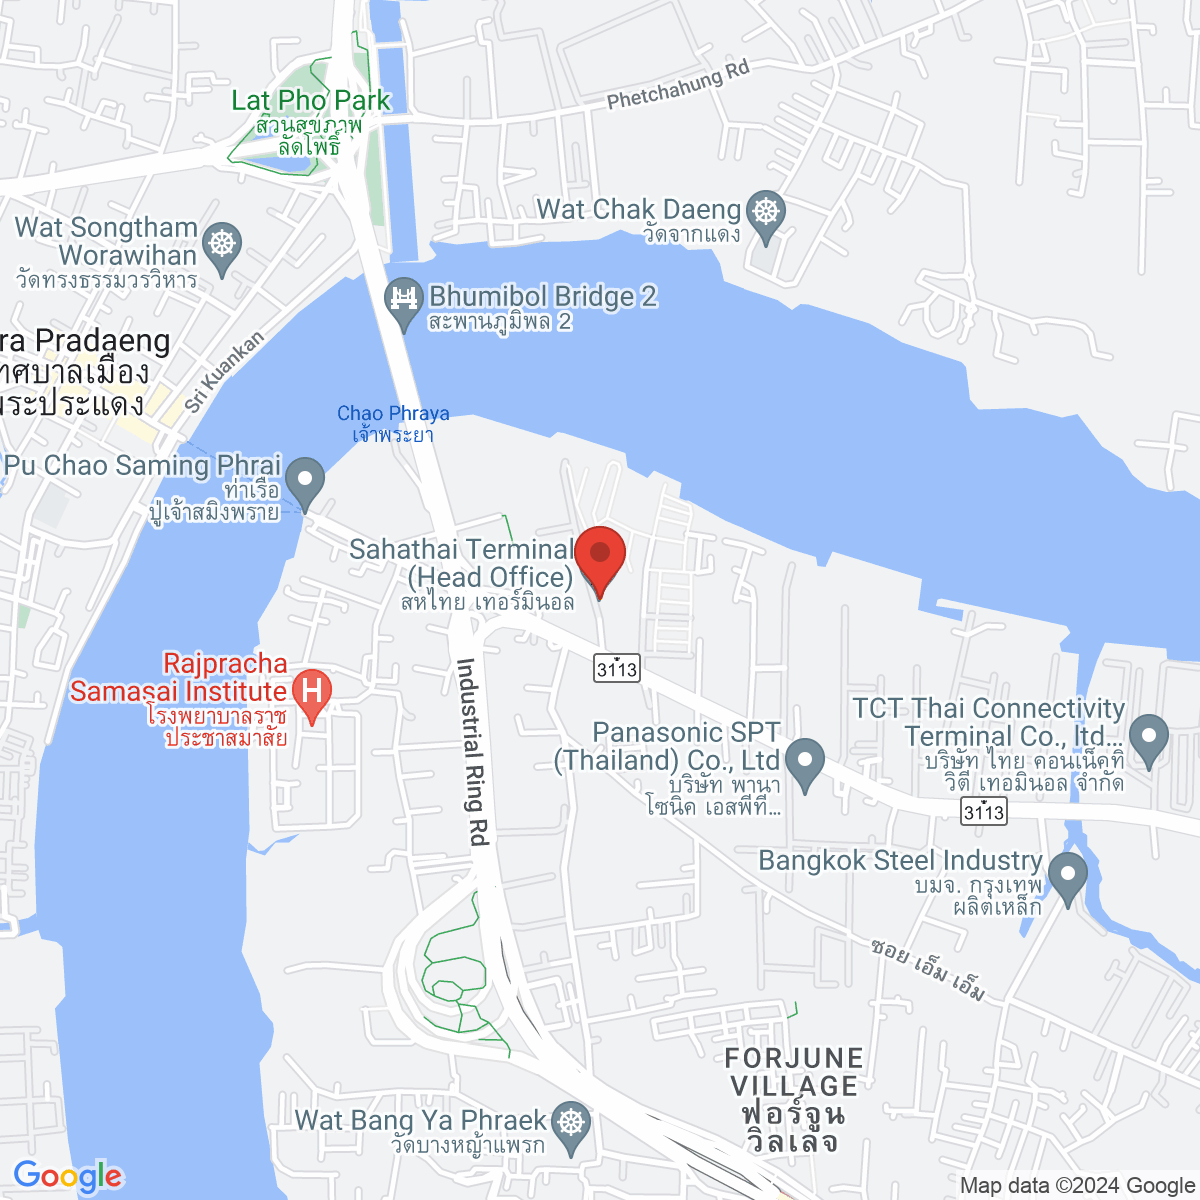 Phetchahung Rd
Lat Pho Park
สวนสุขภาพ
ลัดโพธิ์
Wat Chak Daeng
วัดจากแดง
Wat Songtham
Worawihan
วัดทรงธรรมวรวิหาร
Bhumibol Bridge 2
สะพานภูมิพล 2
ra Pradaeng
ทศบาลเมือง
พระประแดง
Sri Kuankan
Chao Phraya
เจ้าพระยา
Pu Chao Saming Phrai
ท่าเรือ
ปู่เจ้าสมิงพราย
Sahathai Terminal
(Head Office)
สหไทย เทอร์มินอล
3113
Rajpracha
Samasai Institute
โรงพยาบาลราช
ประชาสมาสัย
Industrial Ring Rd
Panasonic SPT
(Thailand) Co., Ltd
บริษัท พานา
โซนิค เอสพีที...
TCT Thai Connectivity
Terminal Co., ltd...
บริษัท ไทย คอนเน็คทิ
วิตี เทอมินอล จำกัด
3113
Bangkok Steel Industry
บมจ. กรุงเทพ
ผลิตเหล็ก
ซอย เอ็ม เอ็ม
FORJUNE
VILLAGE
ฟอร์จูน
วิลเลจ
Wat Bang Ya Phraek
วัดบางหญ้าแพรก
Google
Map data ©2024 Google